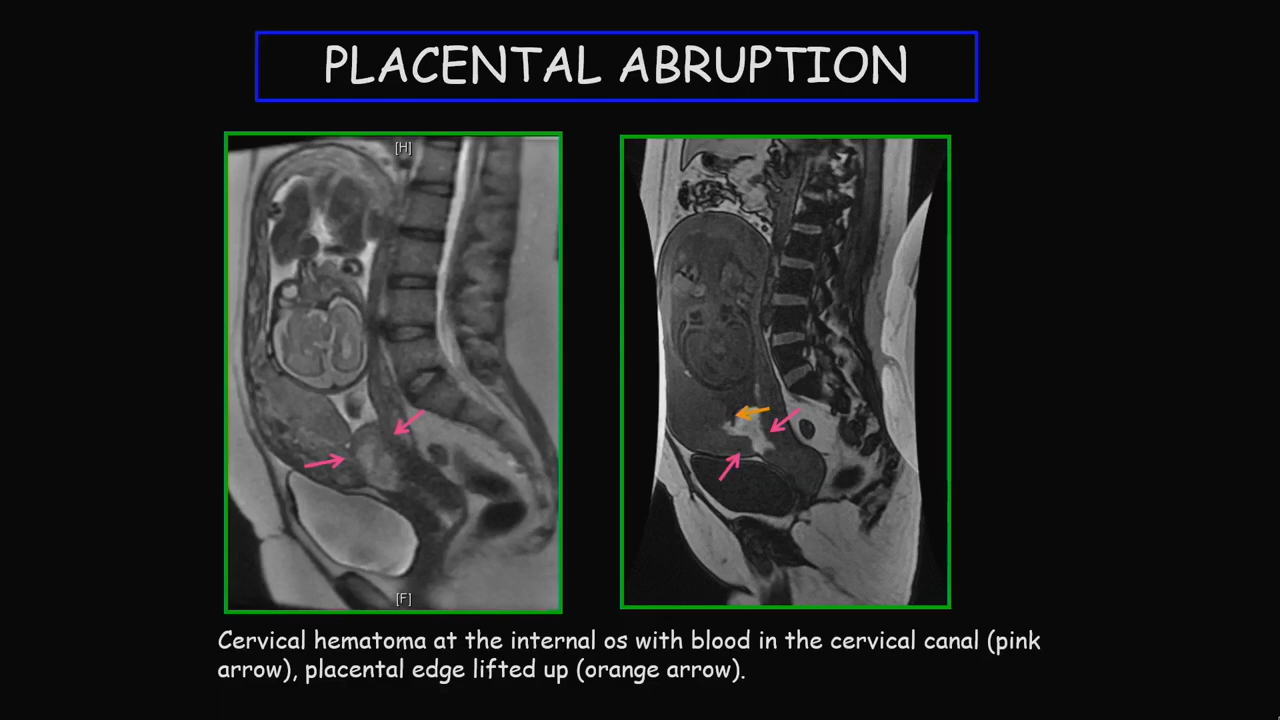 PLACENTAL ABRUPTION
[H]
[F]
Cervical hematoma at the internal os with blood in the cervical canal (pink
arrow), placental edge lifted up (orange arrow).